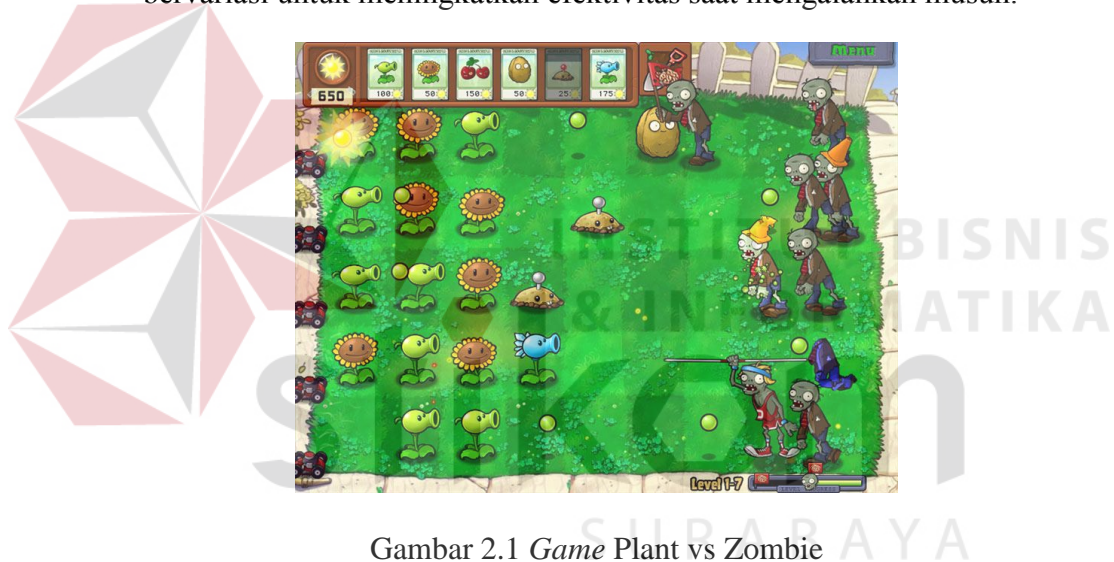 bervariasi untuk meningkatkan efektivitas saat mengalahkan musuh.
Menu
650
100 50 150 50 25 175
INSTITUT BISNIS
& INFORMATIKA
stikom
Level 1-7
SURABAYA
Gambar 2.1 Game Plant vs Zombie